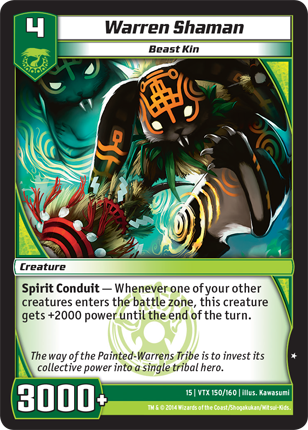 4
Warren Shaman
Beast Kin
Creature
Spirit Conduit — Whenever one of your other
creatures enters the battle zone, this creature
gets +2000 power until the end of the turn.
The way of the Painted-Warrens Tribe is to invest its
collective power into a single tribal hero.
3000+
15 | VTX 150/160 | illus. Kawasumi
TM & © 2014 Wizards of the Coast/Shogakukan/Mitsui-Kids.